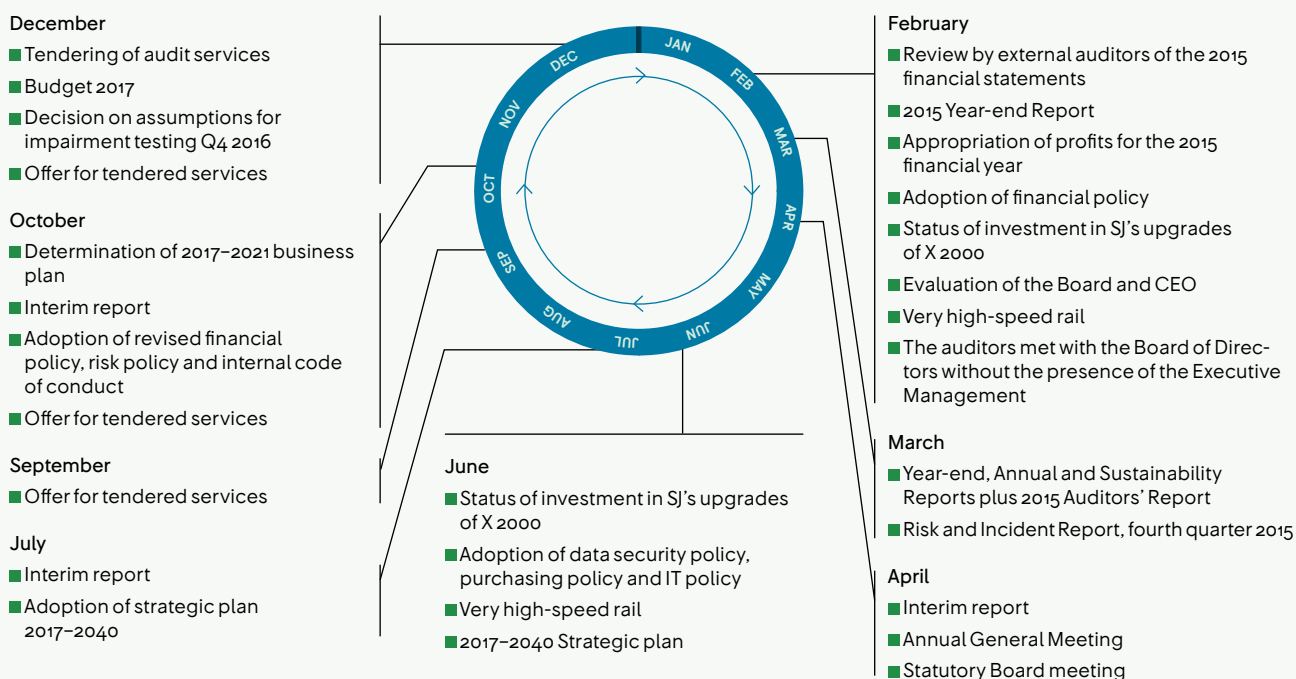 December
Tendering of audit services
Budget 2017
Decision on assumptions for
impairment testing Q4 2016
Offer for tendered services
October
Determination of 2017–2021 business
plan
Interim report
Adoption of revised financial
policy, risk policy and internal code
of conduct
Offer for tendered services
September
Offer for tendered services
July
Interim report
Adoption of strategic plan
2017–2040
JAN
FEB
MAR
APR
MAY
JUN
JUL
AUG
SEP
OCT
NOV
DEC
June
Status of investment in SJ’s upgrades
of X 2000
Adoption of data security policy,
purchasing policy and IT policy
Very high-speed rail
2017–2040 Strategic plan
February
Review by external auditors of the 2015
financial statements
2015 Year-end Report
Appropriation of profits for the 2015
financial year
Adoption of financial policy
Status of investment in SJ’s upgrades
of X 2000
Evaluation of the Board and CEO
Very high-speed rail
The auditors met with the Board of Direc-
tors without the presence of the Executive
Management
March
Year-end, Annual and Sustainability
Reports plus 2015 Auditors’ Report
Risk and Incident Report, fourth quarter 2015
April
Interim report
Annual General Meeting
Statutory Board meeting